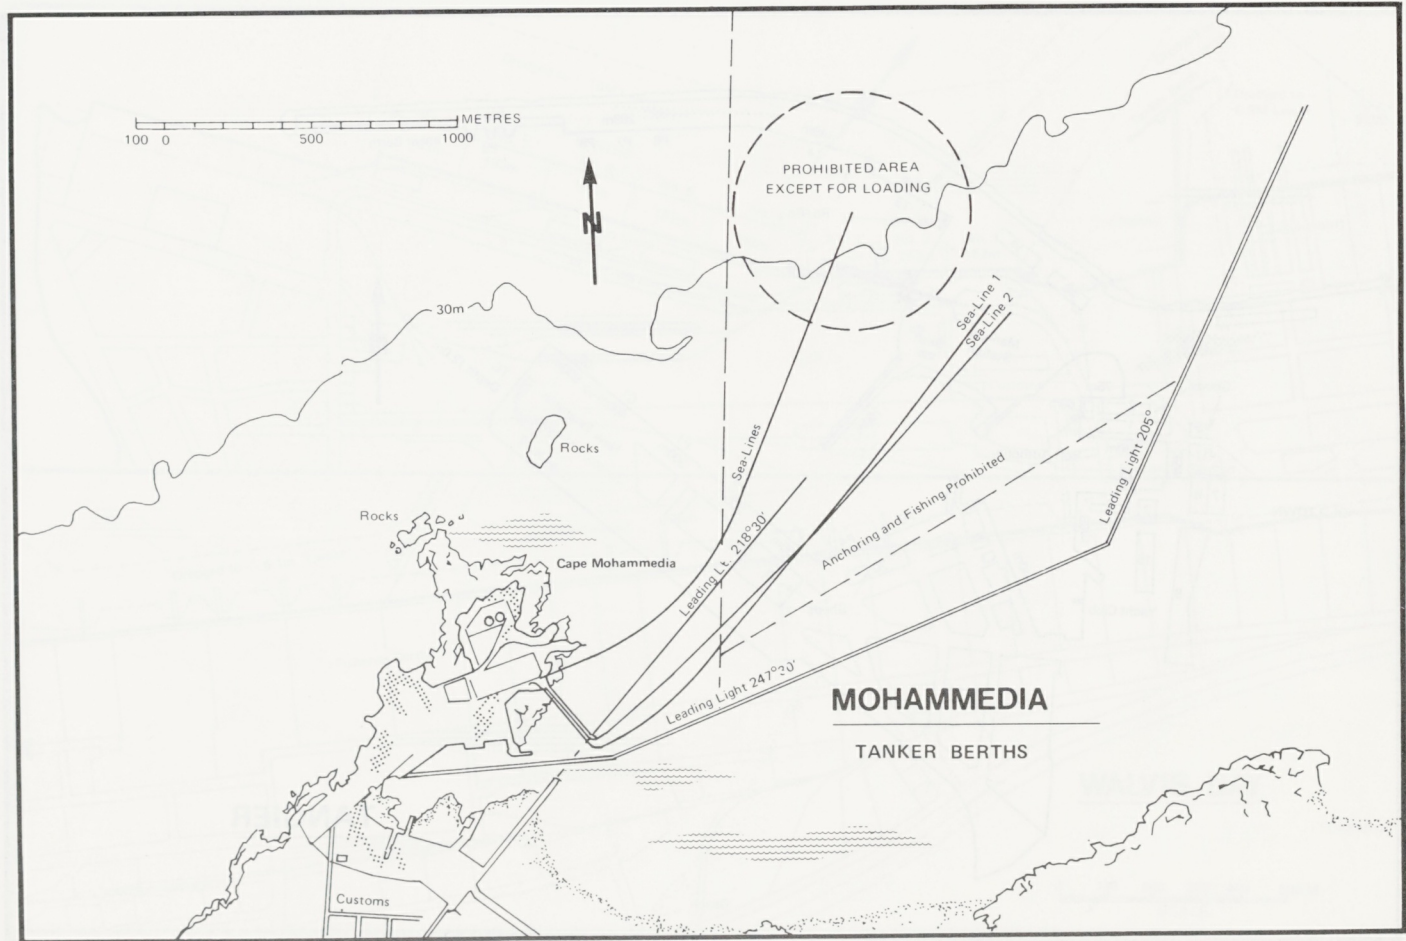 METRES
100 0 500 1000
PROHIBITED AREA
EXCEPT FOR LOADING
N
30m
Sea-Line 1
Sea-Line 2
Sea-Lines
Rocks
Rocks
Cape Mohammedia
Leading Lt. 218°30'
Anchoring and Fishing Prohibited
Leading Light 205°
Leading Light 247°30'
MOHAMMEDIA
TANKER BERTHS
Customs